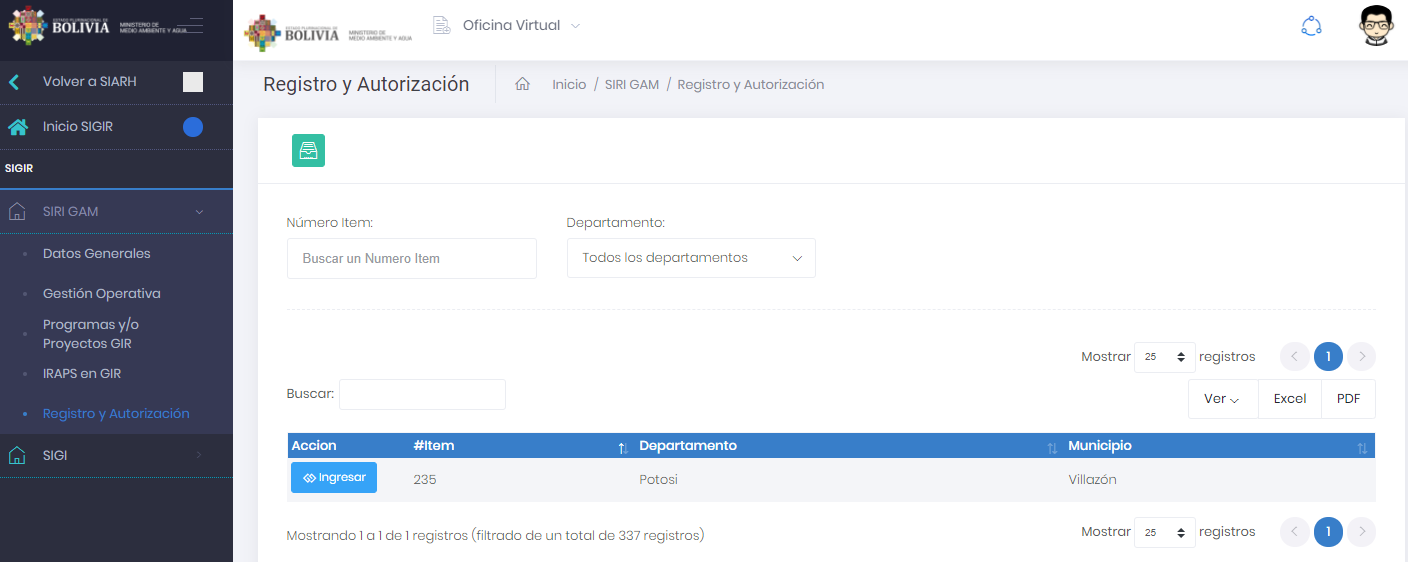 ESTADO PLURINACIONAL DE
BOLIVIA
MINISTERIO DE
MEDIO AMBIENTE Y AGUA
ESTADO PLURINACIONAL DE
BOLIVIA
MINISTERIO DE
MEDIO AMBIENTE Y AGUA
Oficina Virtual
Volver a SIARH
Inicio SIGIR
SIGIR
SIRI GAM
Datos Generales
Gestión Operativa
Programas y/o
Proyectos GIR
IRAPS en GIR
Registro y Autorización
SIGI
Registro y Autorización
Inicio / SIRI GAM / Registro y Autorización
Número Item:
Departamento:
Buscar un Numero Item
Todos los departamentos
Mostrar 25 registros
1
Buscar:
Ver
Excel
PDF
Accion #Item Departamento Municipio
Ingresar 235 Potosi Villazón
Mostrando 1 a 1 de 1 registros (filtrado de un total de 337 registros)
Mostrar 25 registros
1